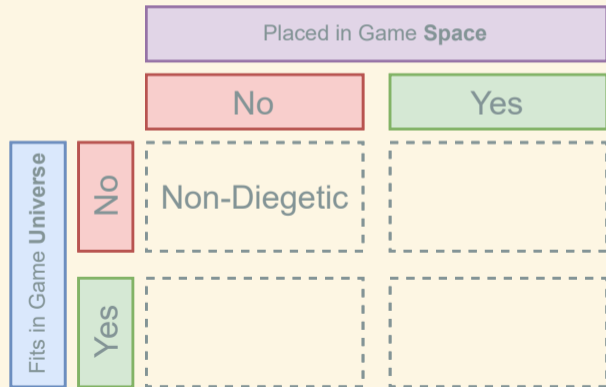 Placed in Game Space
No
Yes
Fits in Game Universe
No
Non-Diegetic
Yes